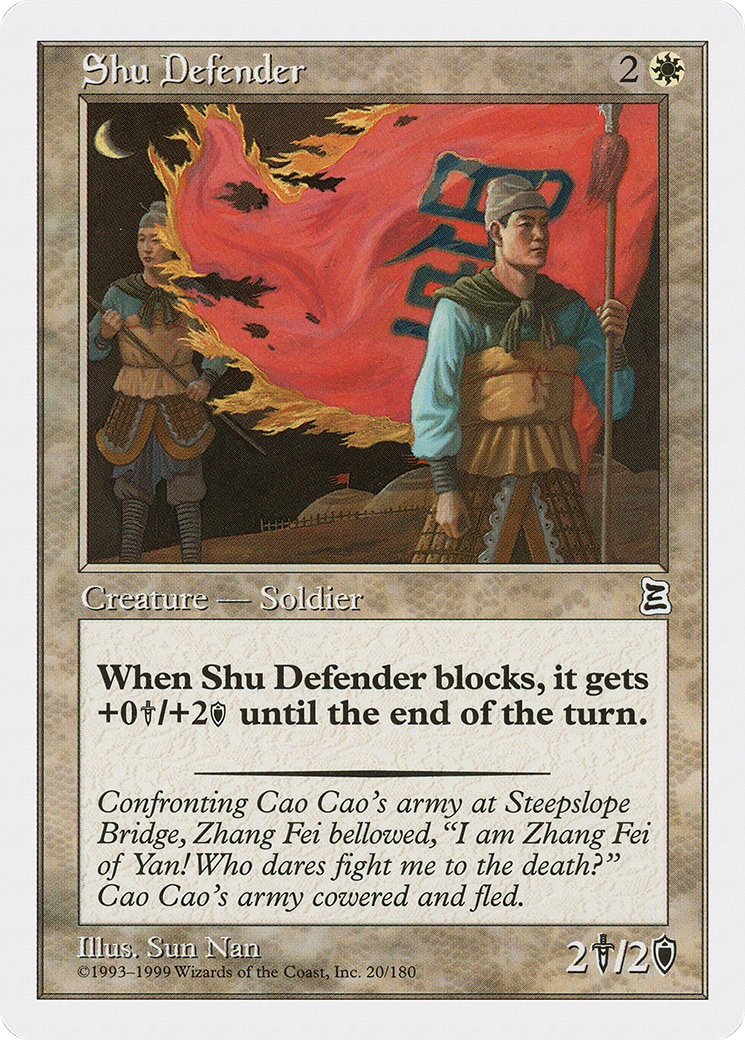 Shu Defender 2
Creature — Soldier
When Shu Defender blocks, it gets
+0/+2 until the end of the turn.
Confronting Cao Cao's army at Steepslope
Bridge, Zhang Fei bellowed, “I am Zhang Fei
of Yan! Who dares fight me to the death?”
Cao Cao's army cowered and fled.
Illus. Sun Nan
©1993–1999 Wizards of the Coast, Inc. 20/180
2/2